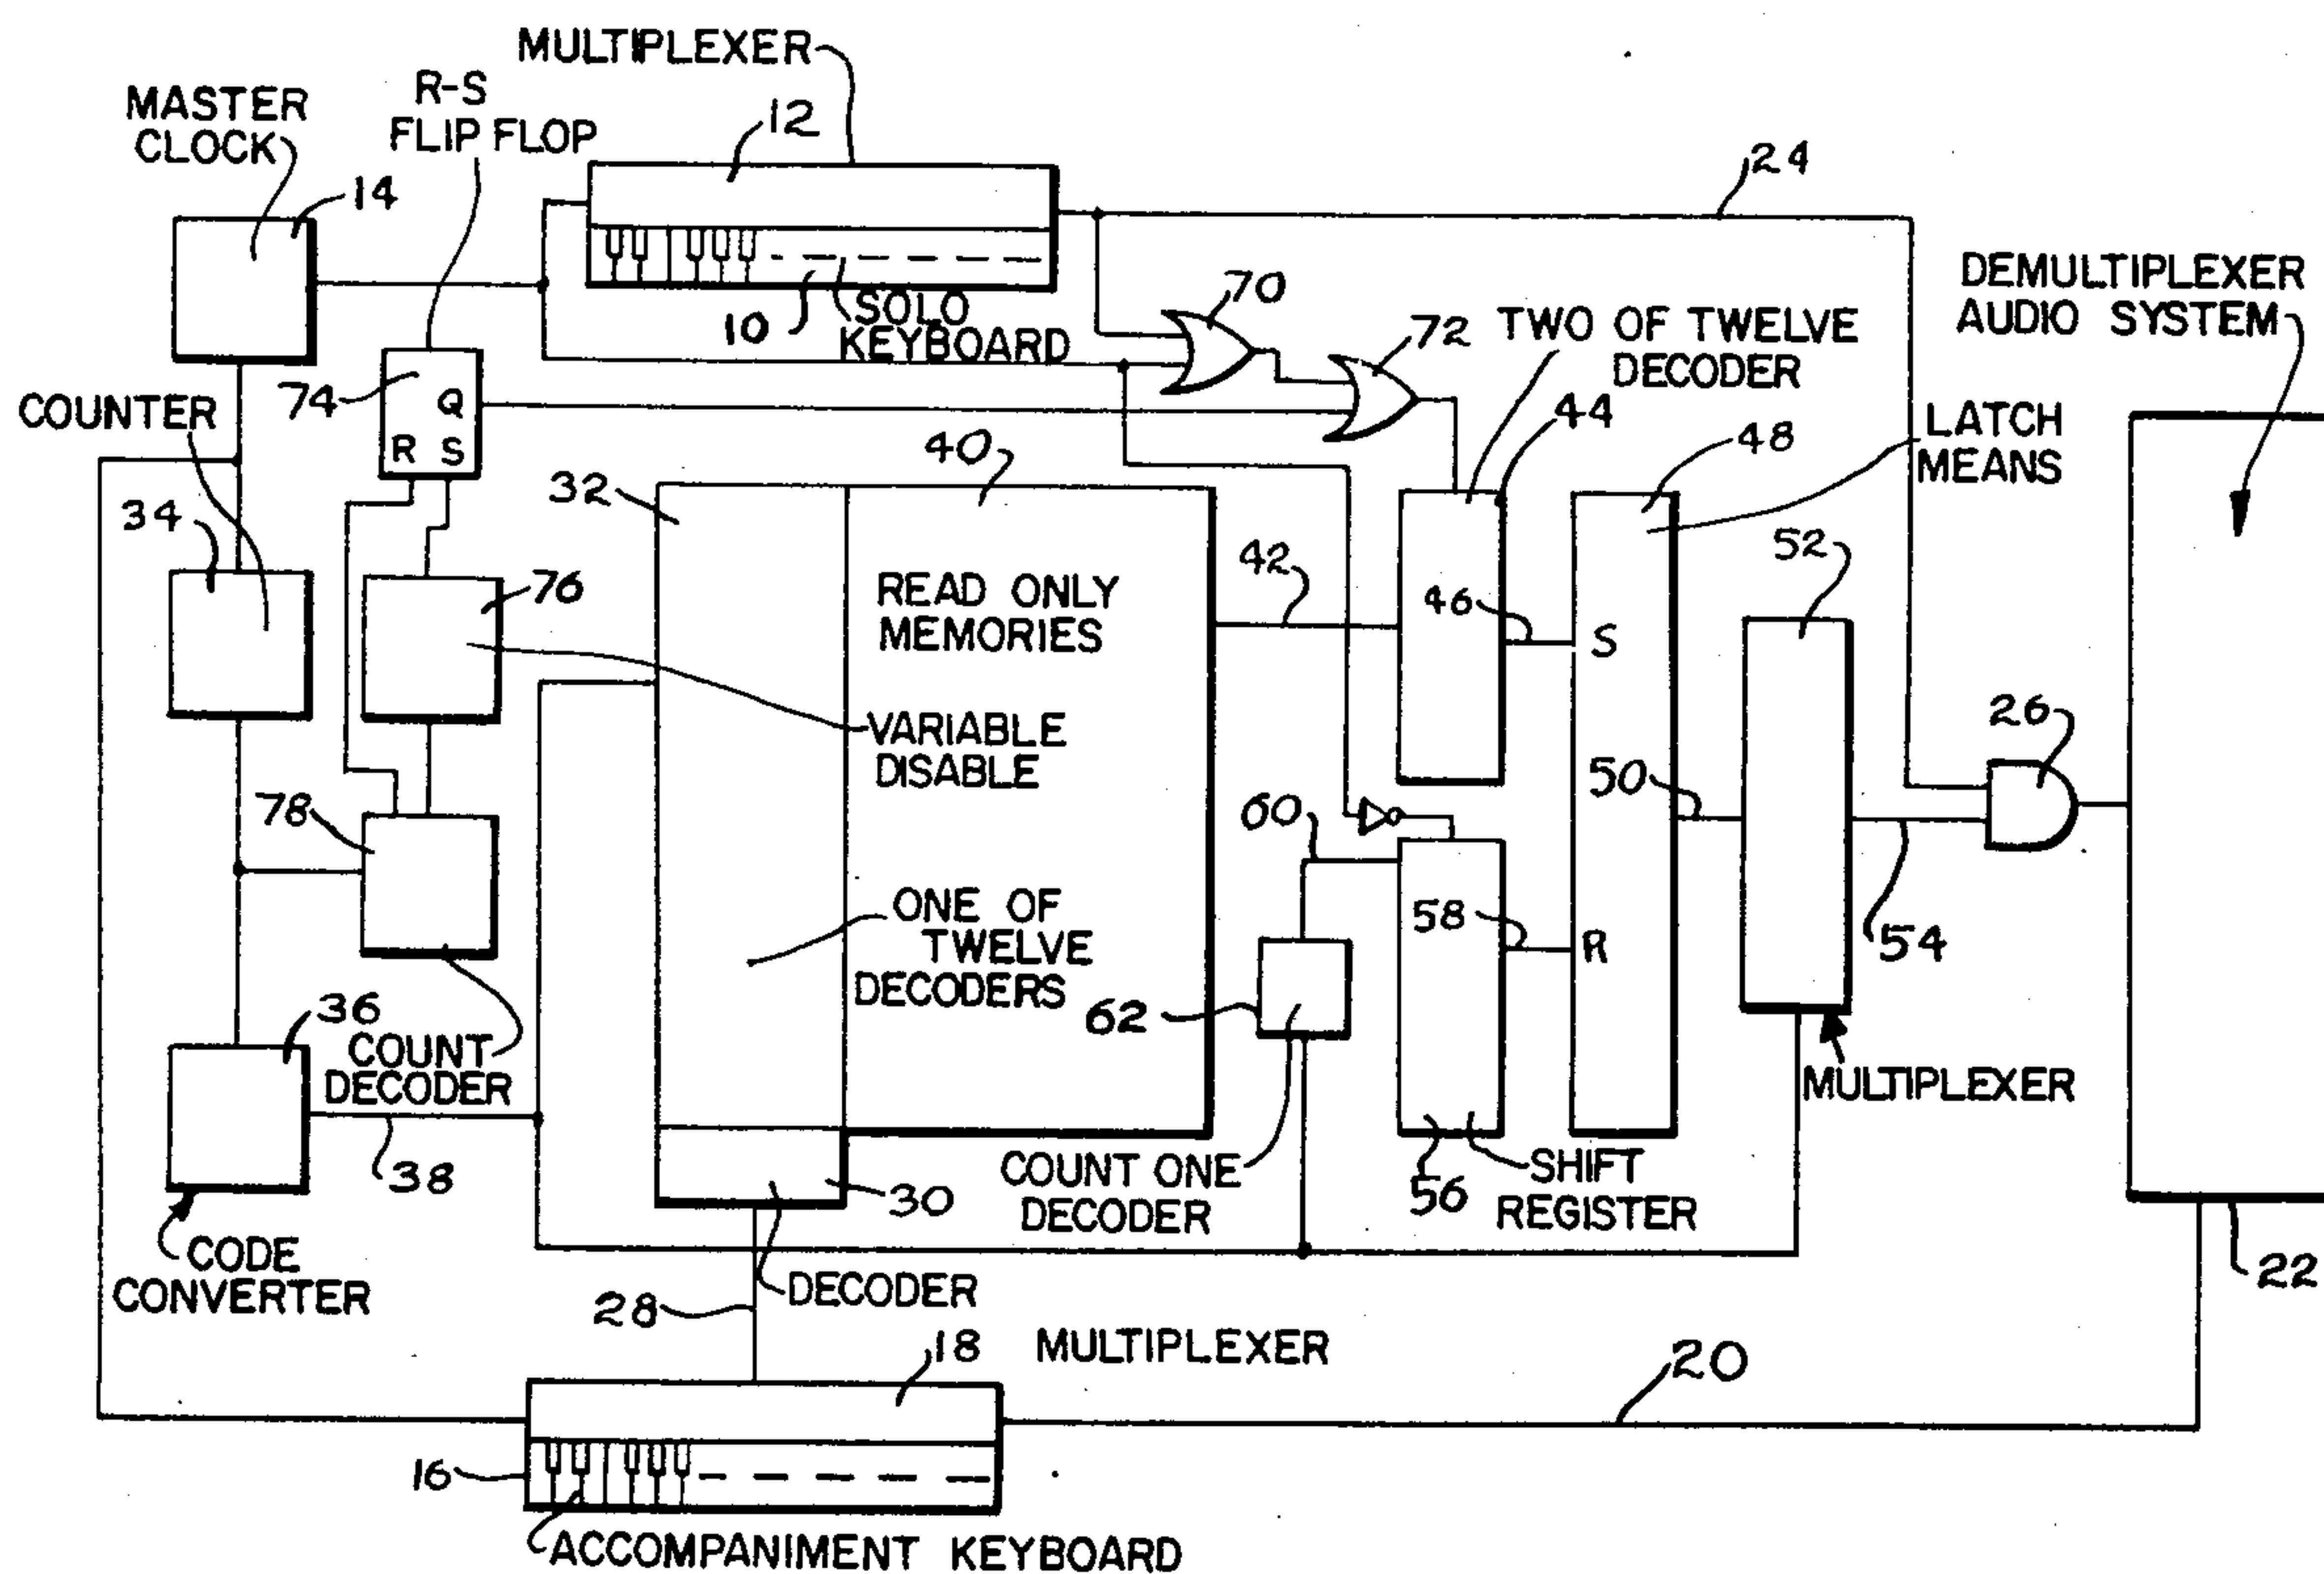 MULTIPLEXER
R-S
FLIP FLOP
MASTER
CLOCK
12
14
24
DEMULTIPLEXER
AUDIO SYSTEM
10
SOLO
KEYBOARD
70
72
TWO OF TWELVE
DECODER
COUNTER
74
Q
R S
40
44
48
LATCH
MEANS
32
34
42
52
76
READ ONLY
MEMORIES
46
S
26
VARIABLE
DISABLE
50
78
60
ONE OF
TWELVE
DECODERS
58
R
54
62
36
COUNT
DECODER
MULTIPLEXER
38
COUNT ONE
DECODER
30
56
SHIFT
REGISTER
CODE
CONVERTER
22
DECODER
28
18
MULTIPLEXER
20
16
ACCOMPANIMENT KEYBOARD